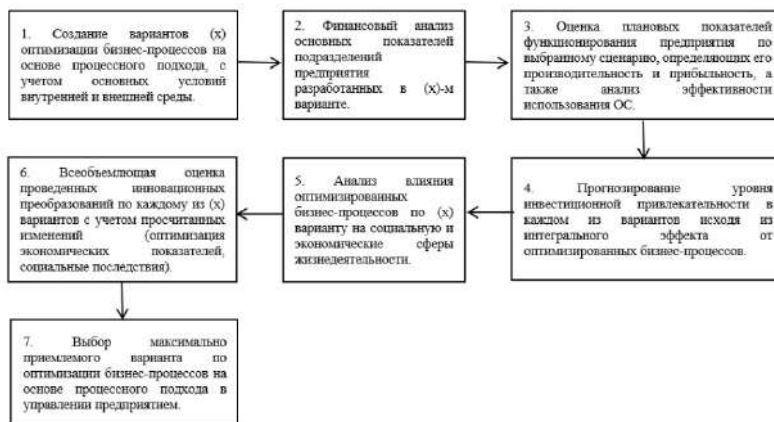 1. Создание вариантов (х)
оптимизации бизнес-процессов на
основе процессного подхода, с
учетом основных условий
внутренней и внешней среды.
2. Финансовый анализ
основных показателей
подразделений
предприятия
разработанных в (х)-м
варианте.
3. Оценка плановых показателей
функционирования предприятия по
выбранному сценарию, определяющих его
производительность и прибыльность, а
также анализ эффективности
использования ОС.
4. Прогнозирование уровня
инвестиционной привлекательности в
каждом из вариантов исходя из
интегрального эффекта от
оптимизированных бизнес-процессов.
5. Анализ влияния
оптимизированных
бизнес-процессов по (х)
варианту на социальную и
экономические сферы
жизнедеятельности.
6. Всеобъемлющая оценка
проведенных инновационных
преобразований по каждому из (х)
вариантов с учетом просчитанных
изменений (оптимизация
экономических показателей,
социальные последствия).
7. Выбор максимально
приемлемого варианта по
оптимизации бизнес-процессов на
основе процессного подхода в
управлении предприятием.